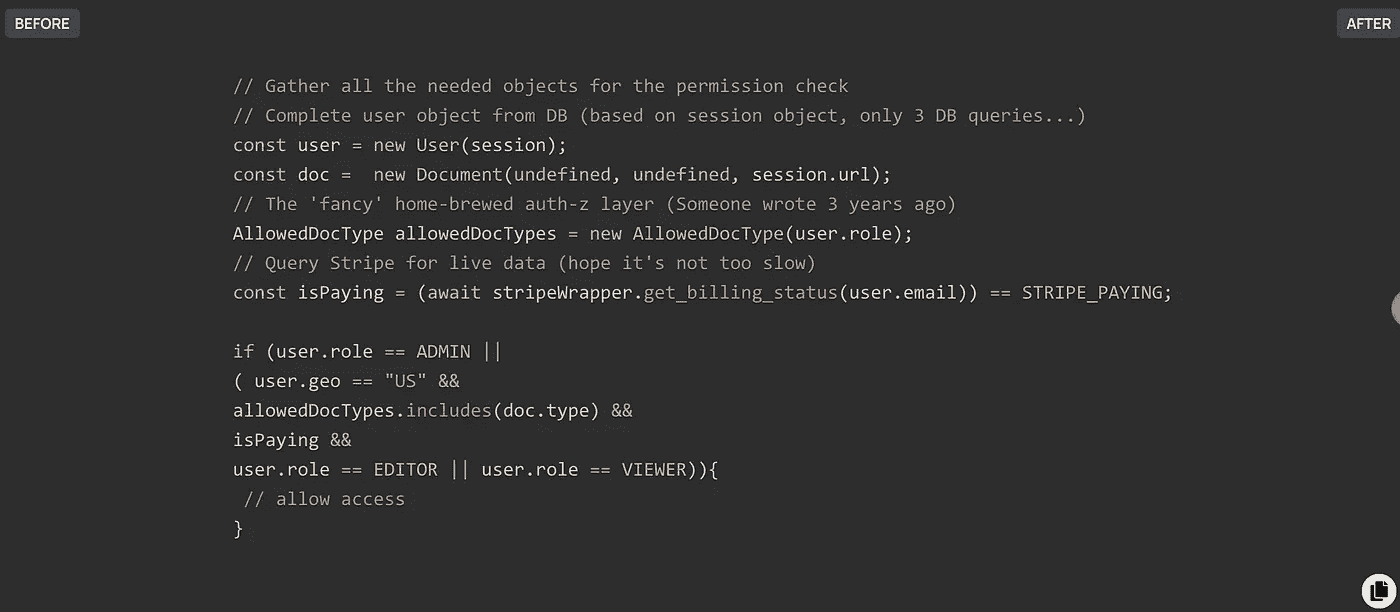 BEFORE
AFTER
// Gather all the needed objects for the permission check
// Complete user object from DB (based on session object, only 3 DB queries...)
const user = new User(session);
const doc =  new Document(undefined, undefined, session.url);
// The 'fancy' home-brewed auth-z layer (Someone wrote 3 years ago)
AllowedDocType allowedDocTypes = new AllowedDocType(user.role);
// Query Stripe for live data (hope it's not too slow)
const isPaying = (await stripeWrapper.get_billing_status(user.email)) == STRIPE_PAYING;
if (user.role == ADMIN ||
( user.geo == "US" &&
allowedDocTypes.includes(doc.type) &&
isPaying &&
user.role == EDITOR || user.role == VIEWER)){
 // allow access
}